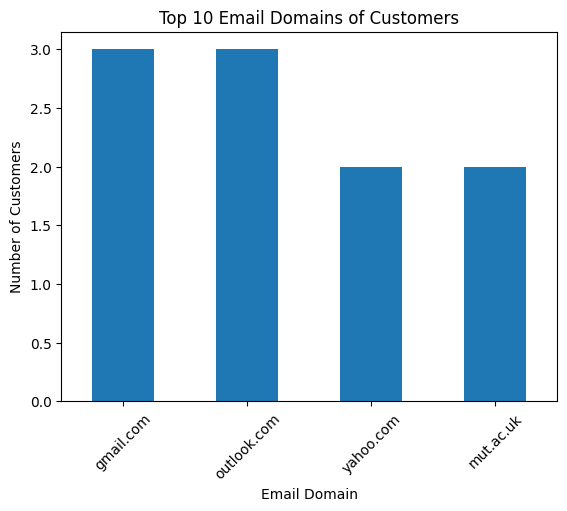 Top 10 Email Domains of Customers
Number of Customers
3.0
2.5
2.0
1.5
1.0
0.5
0.0
gmail.com
outlook.com
yahoo.com
mut.ac.uk
Email Domain